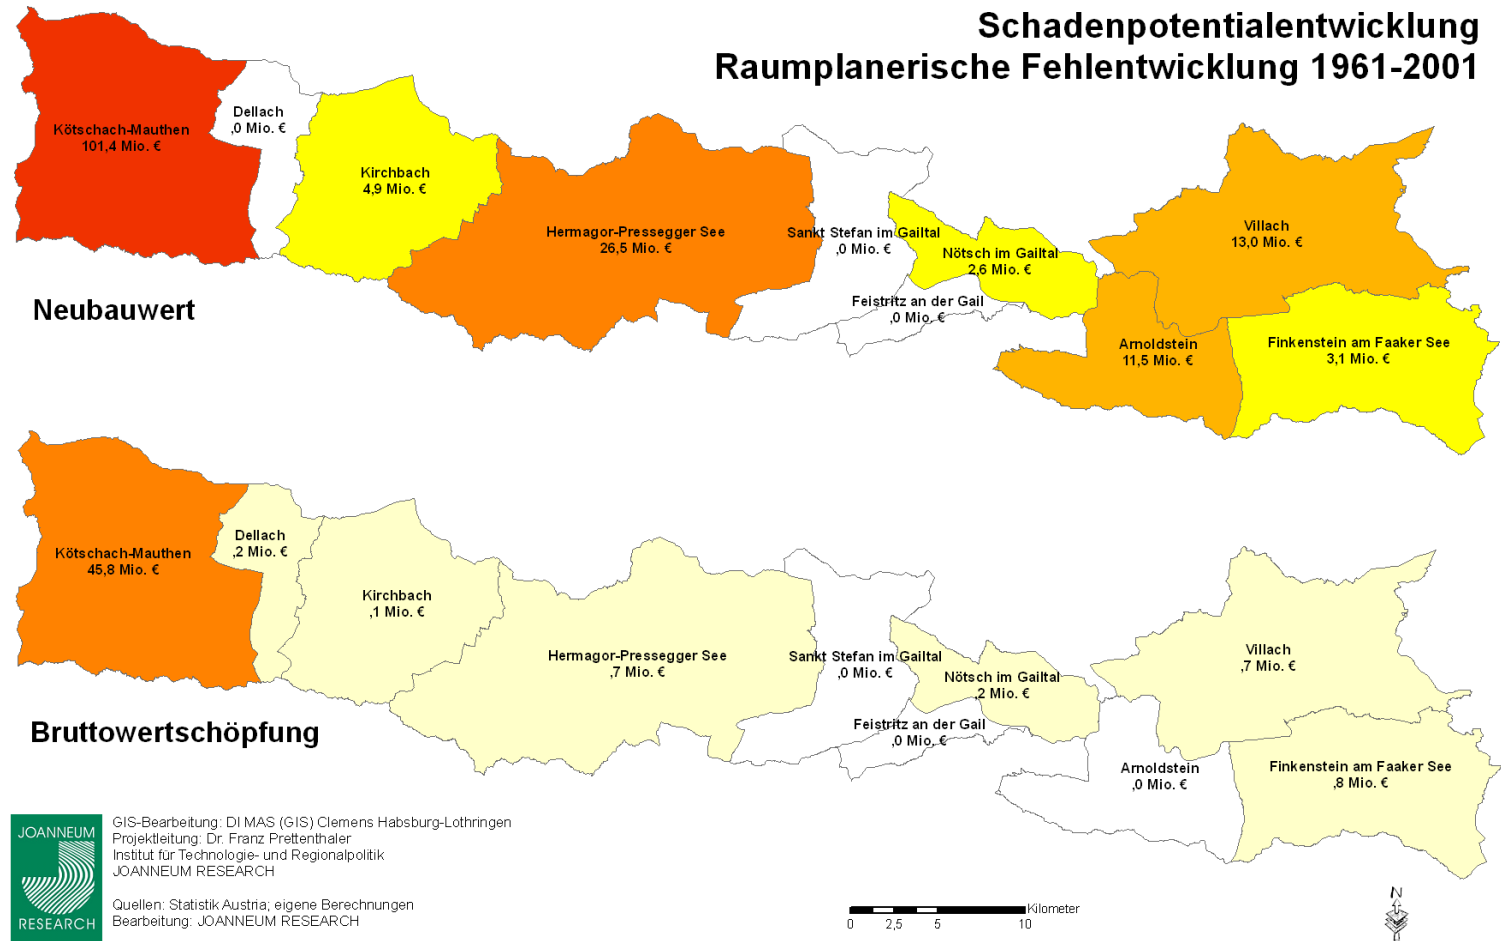 Schadenpotentialentwicklung
Raumplanerische Fehlentwicklung 1961-2001
Kötschach-Mauthen
101,4 Mio. €
Dellach
,0 Mio. €
Kirchbach
4,9 Mio. €
Hermagor-Pressegger See
26,5 Mio. €
Sankt Stefan im Gailtal
,0 Mio. €
Nötsch im Gailtal
2,6 Mio. €
Feistritz an der Gail
,0 Mio. €
Villach
13,0 Mio. €
Arnoldstein
11,5 Mio. €
Finkenstein am Faaker See
3,1 Mio. €
Neubauwert
Kötschach-Mauthen
45,8 Mio. €
Dellach
,2 Mio. €
Kirchbach
,1 Mio. €
Hermagor-Pressegger See
,7 Mio. €
Sankt Stefan im Gailtal
,0 Mio. €
Nötsch im Gailtal
,2 Mio. €
Feistritz an der Gail
,0 Mio. €
Villach
,7 Mio. €
Arnoldstein
,0 Mio. €
Finkenstein am Faaker See
,8 Mio. €
Bruttowertschöpfung
JOANNEUM
RESEARCH
GIS-Bearbeitung: DI MAS (GIS) Clemens Habsburg-Lothringen
Projektleitung: Dr. Franz Prettenthaler
Institut für Technologie- und Regionalpolitik
JOANNEUM RESEARCH
Quellen: Statistik Austria; eigene Berechnungen
Bearbeitung: JOANNEUM RESEARCH
Kilometer
0 2,5 5 10
N